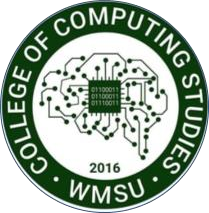 COLLEGE OF COMPUTING STUDIES
01100011
01100011
01110011
2016
WMSU